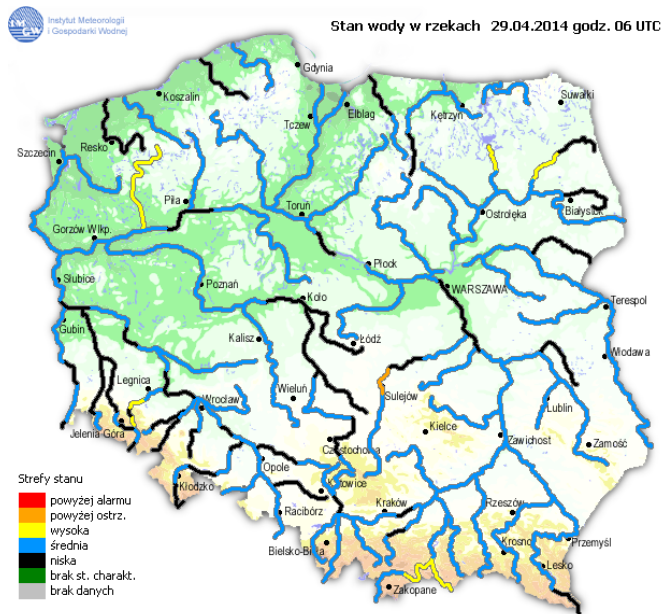 Instytut Meteorologii
i Gospodarki Wodnej
IMGW
Stan wody w rzekach 29.04.2014 godz. 06 UTC
Gdynia
Koszalin
Suwałki
Tczew
Elbląg
Kętrzyn
Resko
Szczecin
Piła
Toruń
Ostrołęka
Białystok
Gorzów Wlkp.
Płock
Słubice
Poznań
Koło
WARSZAWA
Terespol
Gubin
Kalisz
Łódź
Włodawa
Legnica
Wrocław
Wieluń
Sulejów
Lublin
Jelenia Góra
Kielce
Zawichost
Zamość
Częstochowa
Opole
Kłodzko
Katowice
Kraków
Rzeszów
Racibórz
Bielsko-Biała
Krosno
Przemyśl
Lesko
Zakopane
Strefy stanu
powyżej alarmu
powyżej ostrz.
wysoka
średnia
niska
brak st. charakt.
brak danych